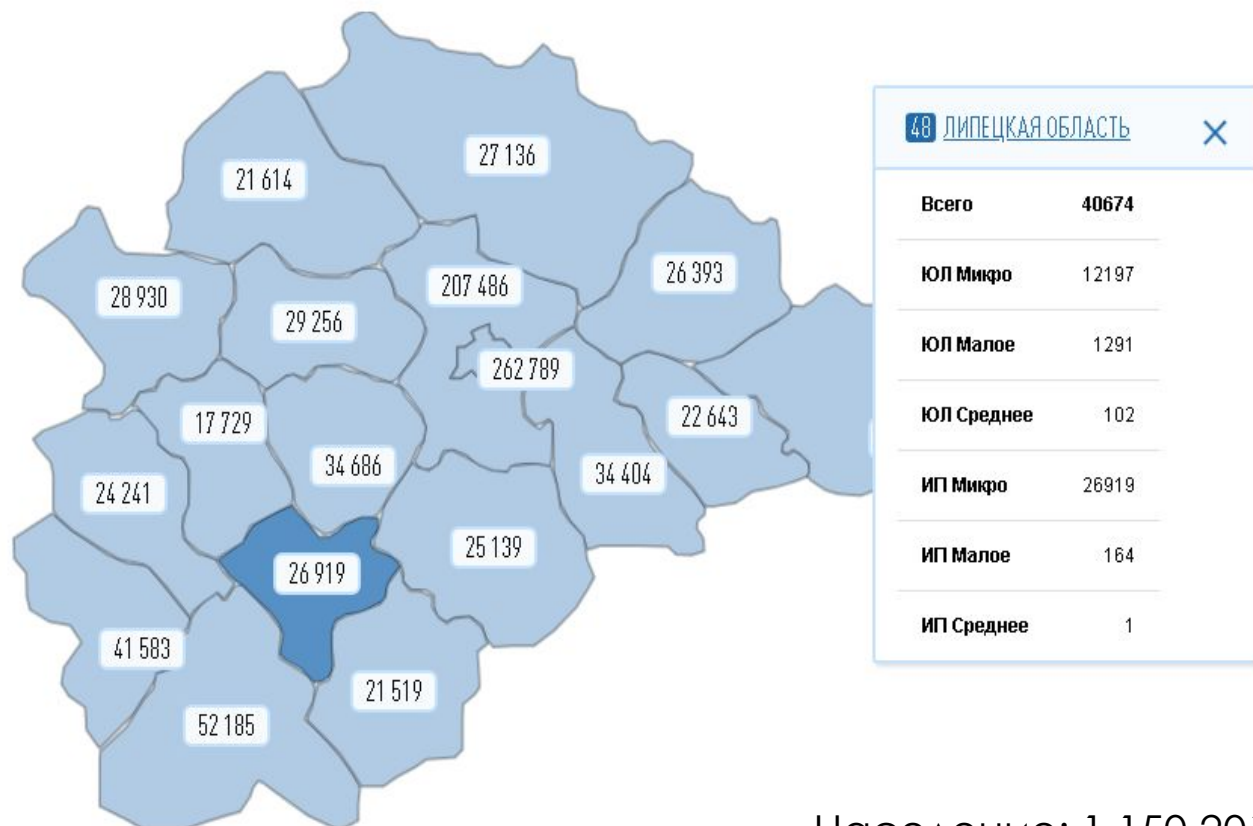 27 136
21 614
26 393
207 486
28 930
29 256
262 789
22 643
17 729
34 686
34 404
24 241
25 139
26 919
41 583
21 519
52 185
48 ЛИПЕЦКАЯ ОБЛАСТЬ
Всего 40674
ЮЛ Микро 12197
ЮЛ Малое 1291
ЮЛ Среднее 102
ИП Микро 26919
ИП Малое 164
ИП Среднее 1